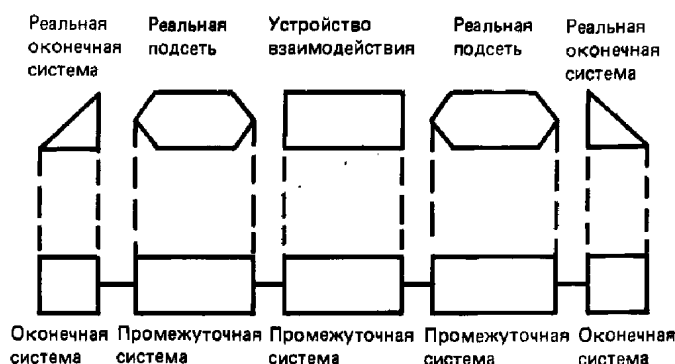 Реальная
оконечная
система
Реальная
подсеть
Устройство
взаимодействия
Реальная
подсеть
Реальная
оконечная
система
Оконечная
система
Промежуточная
система
Промежуточная
система
Промежуточная
система
Оконечная
система